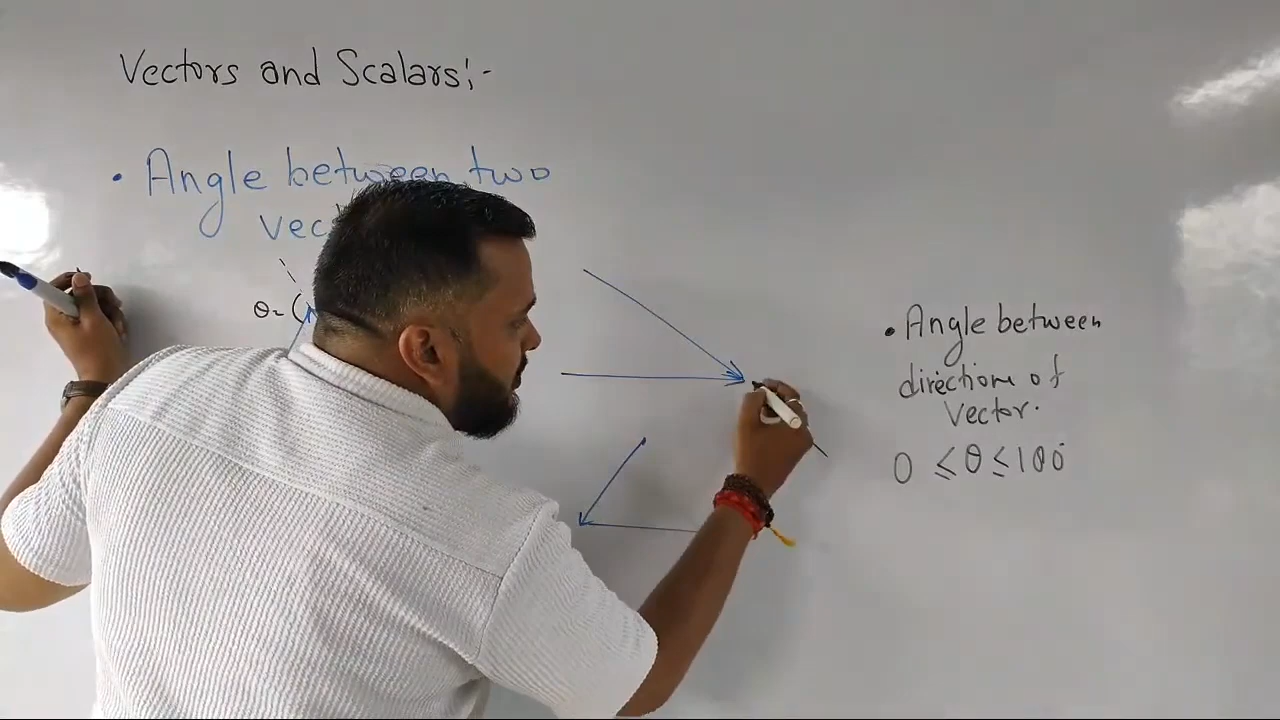 Vectors and Scalars:-
• Angle between two
vec
θ = (
• Angle between
direction of
Vector.
0 ≤ θ ≤ 180°